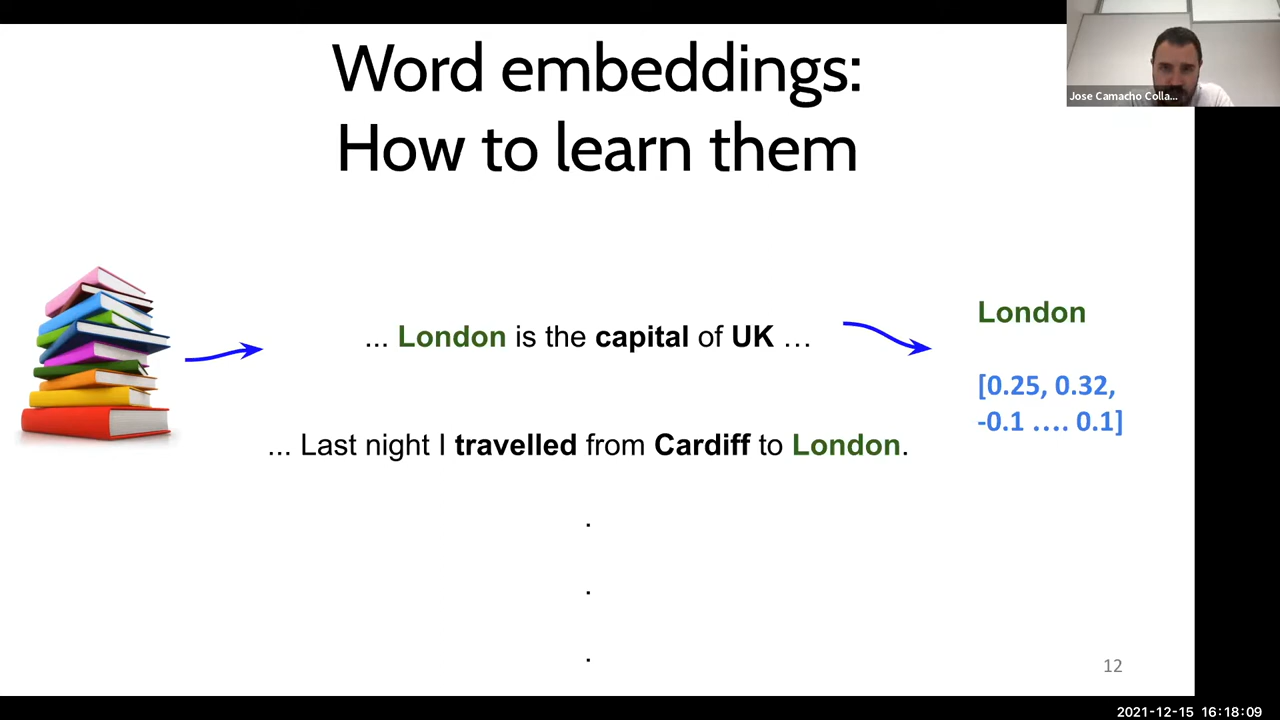 Word embeddings:
How to learn them
Jose Camacho Colla...
... London is the capital of UK …
... Last night I travelled from Cardiff to London.
.
.
.
London
[0.25, 0.32,
-0.1 …. 0.1]
12
2021-12-15 16:18:09